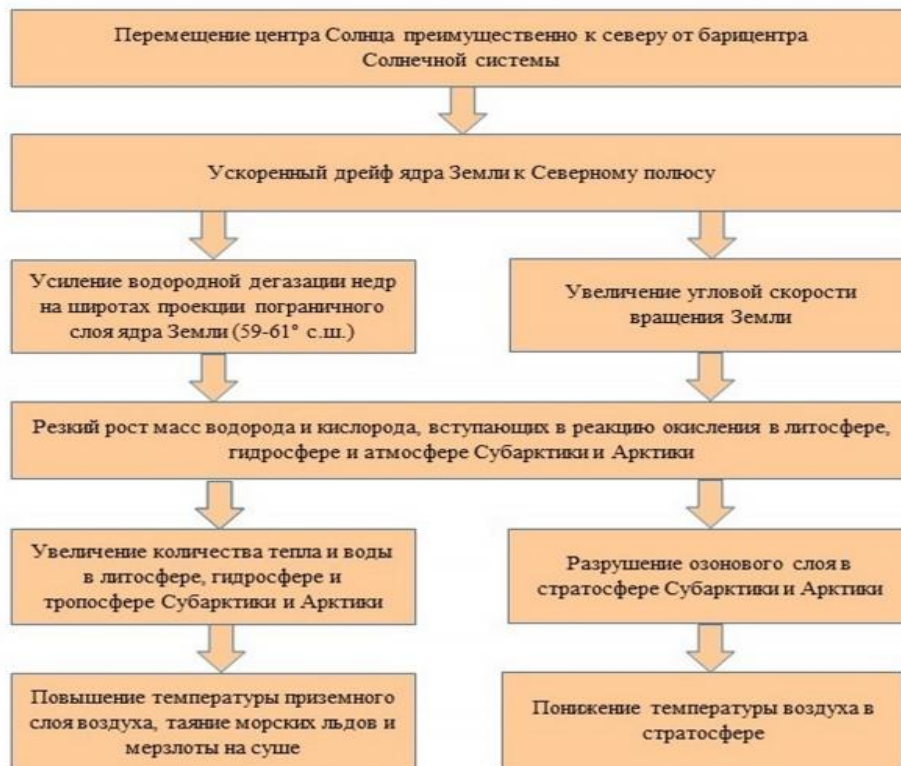 Перемещение центра Солнца преимущественно к северу от барицентра
Солнечной системы
Ускоренный дрейф ядра Земли к Северному полюсу
Усиление водородной дегазации недр
на широтах проекции пограничного
слоя ядра Земли (59-61° с.ш.)
Увеличение угловой скорости
вращения Земли
Резкий рост масс водорода и кислорода, вступающих в реакцию окисления в литосфере,
гидросфере и атмосфере Субарктики и Арктики
Увеличение количества тепла и воды
в литосфере, гидросфере и
тропосфере Субарктики и Арктики
Разрушение озонового слоя в
стратосфере Субарктики и Арктики
Повышение температуры приземного
слоя воздуха, таяние морских льдов и
мерзлоты на суше
Понижение температуры воздуха в
стратосфере